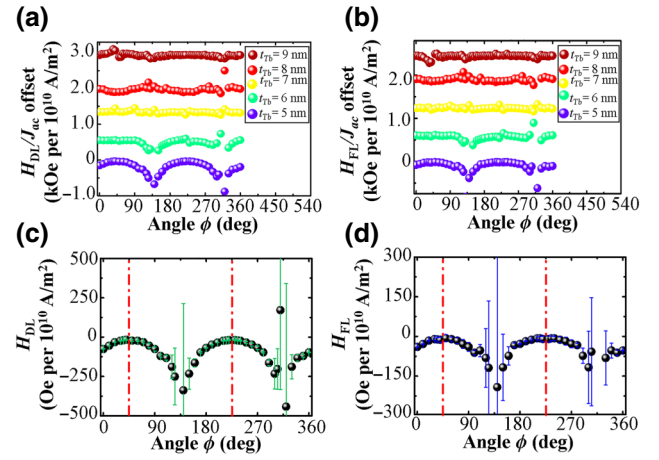 (a)
H_DL/J_ac offset
(kOe per 10^10 A/m^2)
3.0
2.0
1.0
0
-1.0
t_Tb= 9 nm
t_Tb= 8 nm
t_Tb= 7 nm
t_Tb= 6 nm
t_Tb= 5 nm
0 90 180 270 360 450 540
Angle ϕ (deg)
(b)
H_FL/J_ac offset
(kOe per 10^10 A/m^2)
2.0
1.0
0
t_Tb= 9 nm
t_Tb= 8 nm
t_Tb= 7 nm
t_Tb= 6 nm
t_Tb= 5 nm
0 90 180 270 360 450 540
Angle ϕ (deg)
(c)
H_DL
(Oe per 10^10 A/m^2)
500
250
0
-250
-500
0 90 180 270 360
Angle ϕ (deg)
(d)
H_FL
(Oe per 10^10 A/m^2)
300
150
0
-150
-300
0 90 180 270 360
Angle ϕ (deg)